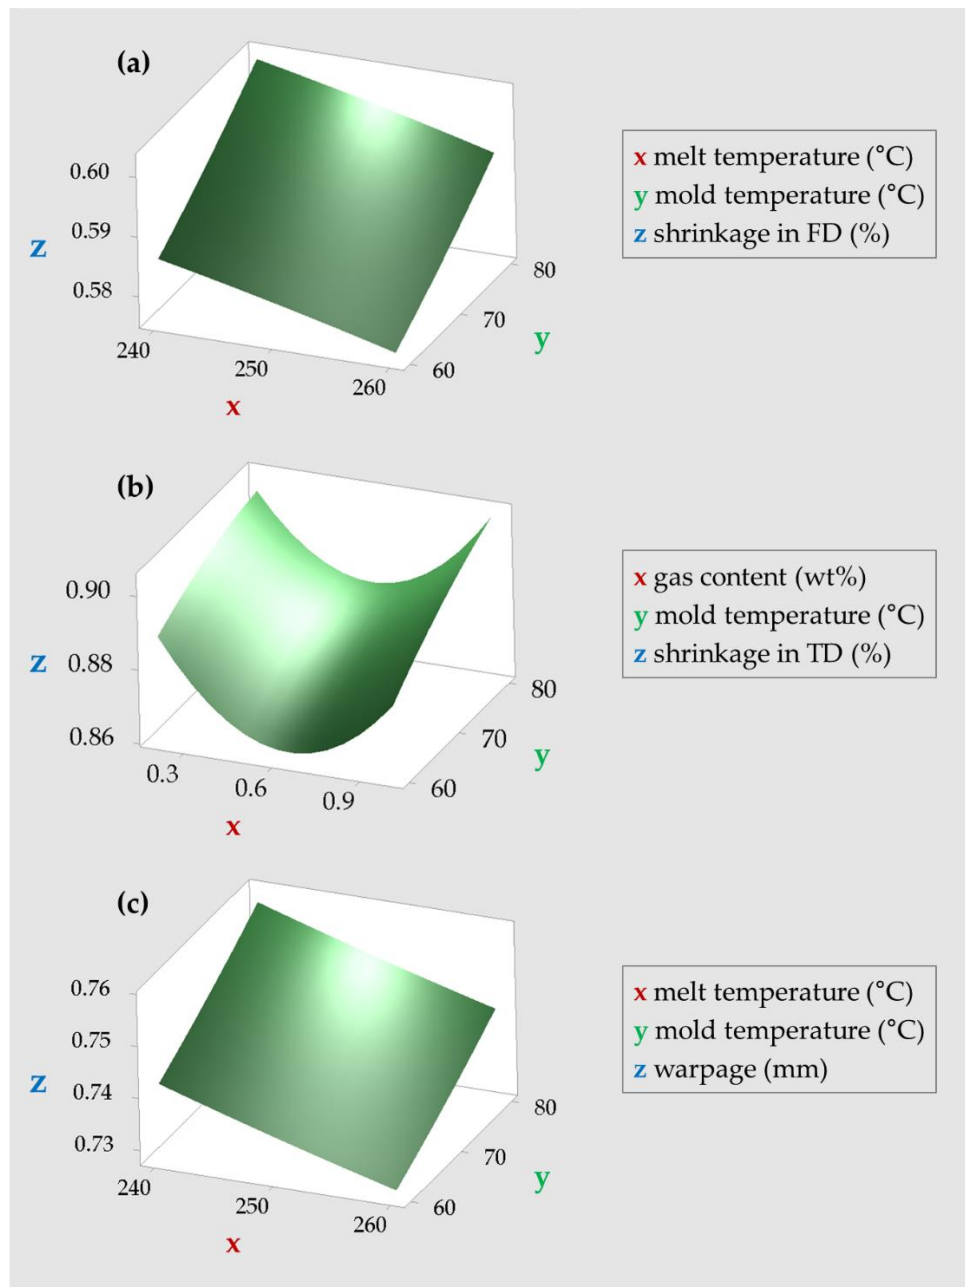 (a)
0.60
0.59
0.58
z
240
250
260
x
60
70
80
y
x melt temperature (°C)
y mold temperature (°C)
z shrinkage in FD (%)
(b)
0.90
0.88
0.86
z
0.3
0.6
0.9
x
60
70
80
y
x gas content (wt%)
y mold temperature (°C)
z shrinkage in TD (%)
(c)
0.76
0.75
0.74
0.73
z
240
250
260
x
60
70
80
y
x melt temperature (°C)
y mold temperature (°C)
z warpage (mm)